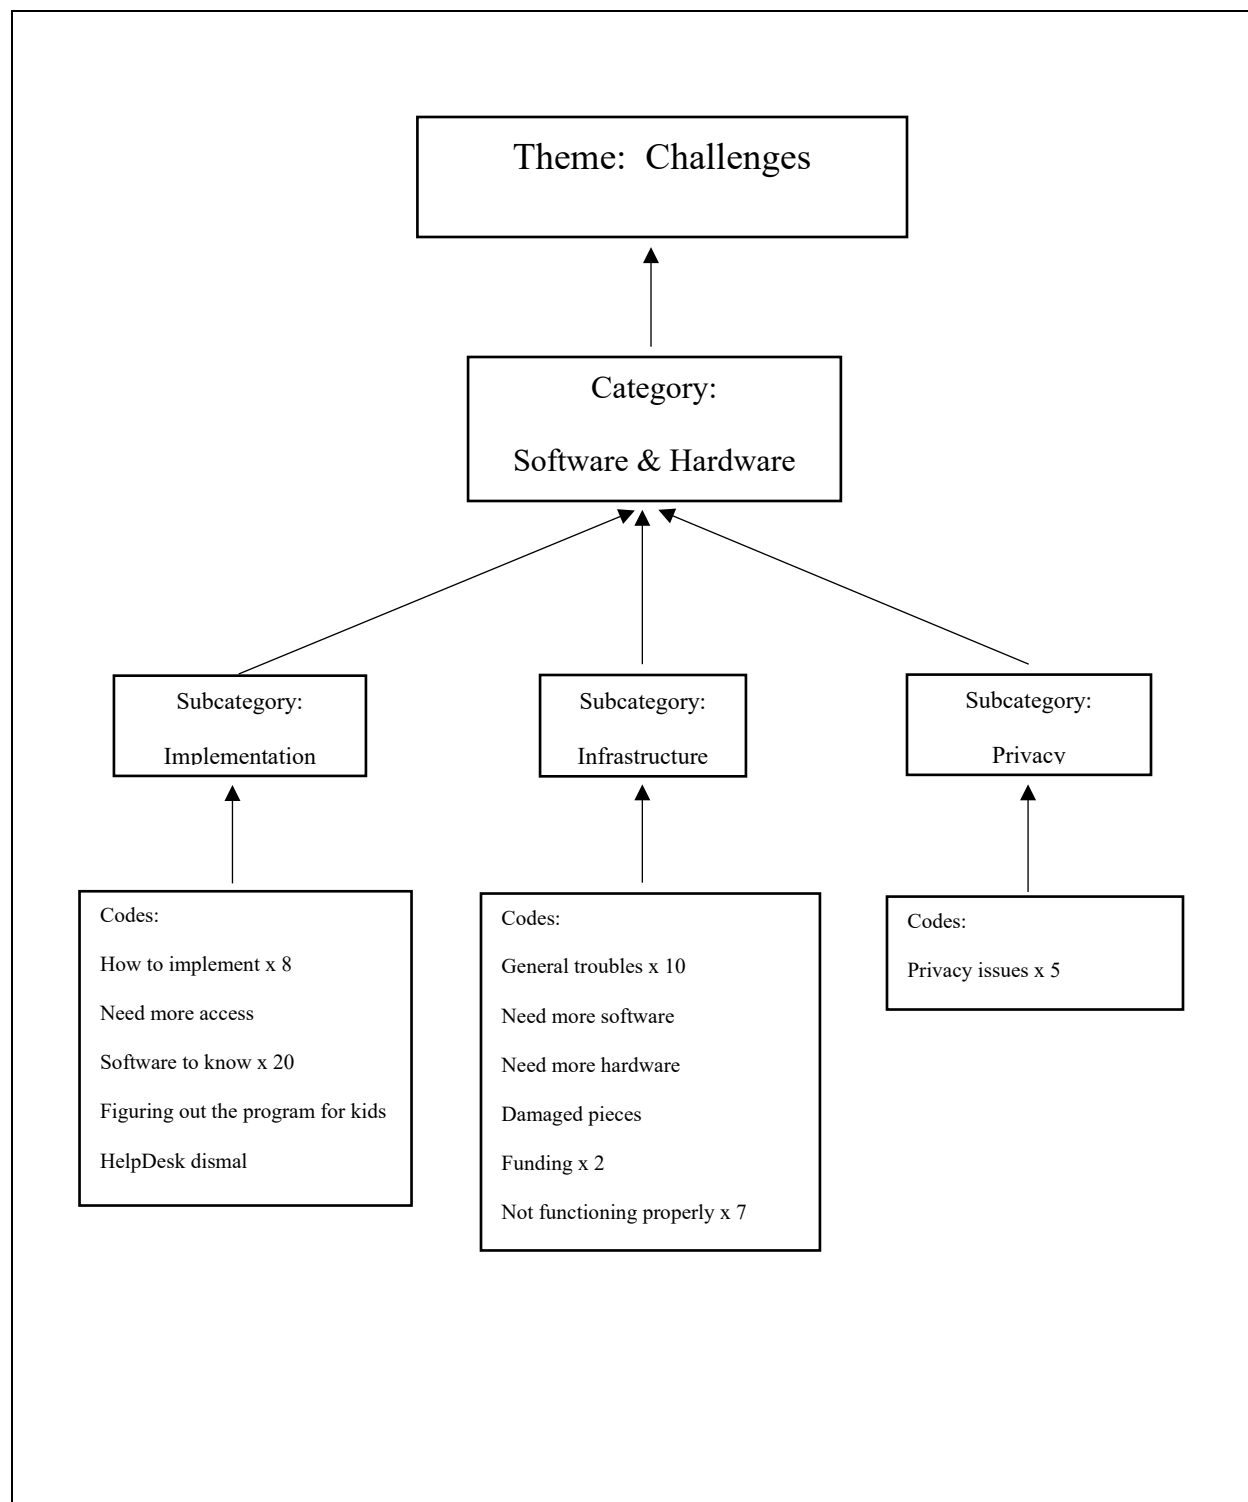 Theme: Challenges
Category:
Software & Hardware
Subcategory:
Implementation
Subcategory:
Infrastructure
Subcategory:
Privacy
Codes:
How to implement x 8
Need more access
Software to know x 20
Figuring out the program for kids
HelpDesk dismal
Codes:
General troubles x 10
Need more software
Need more hardware
Damaged pieces
Funding x 2
Not functioning properly x 7
Codes:
Privacy issues x 5